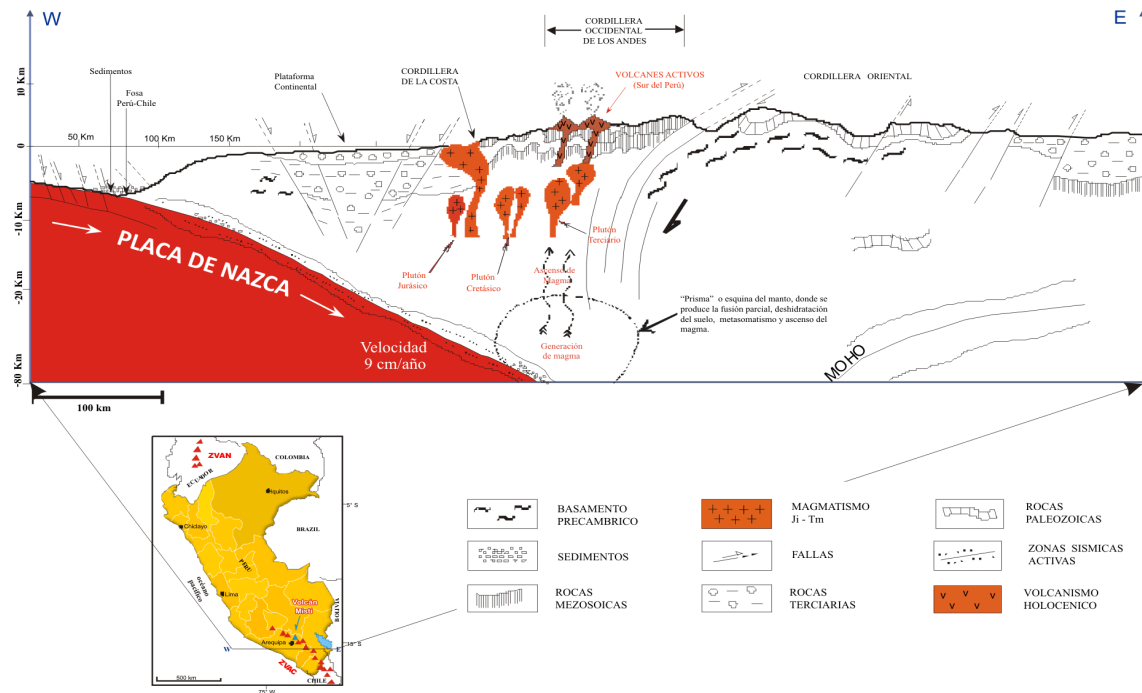 W
E
CORDILLERA
OCCIDENTAL
DE LOS ANDES
10 Km
0
-10 Km
-20 Km
-80 Km
Sedimentos
Fosa
Perú-Chile
Plataforma
Continental
CORDILLERA
DE LA COSTA
VOLCANES ACTIVOS
(Sur del Perú)
CORDILLERA ORIENTAL
50 Km
100 Km
150 Km
PLACA DE NAZCA
Velocidad
9 cm/año
Plutón
Jurásico
Plutón
Cretásico
Plutón
Terciario
Ascenso de
Magma
Generación
de magma
“Prisma” o esquina del manto, donde se
produce la fusión parcial, deshidratación
del suelo, metasomatismo y ascenso del
magma.
MOHO
100 km
ZVAN
COLOMBIA
ECUADOR
Iquitos
5° S
Chiclayo
BRAZIL
PERÚ
océano
pacífico
Lima
Volcán
Misti
BOLIVIA
Arequipa
W
E
15° S
ZVAC
CHILE
500 km
75° W
BASAMENTO
PRECAMBRICO
MAGMATISMO
Ji - Tm
ROCAS
PALEOZOICAS
SEDIMENTOS
FALLAS
ZONAS SISMICAS
ACTIVAS
ROCAS
MEZOSOICAS
ROCAS
TERCIARIAS
VOLCANISMO
HOLOCENICO